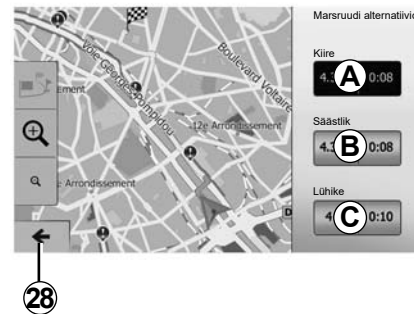 Marsruudi alternatiivid
Kiire
A 0:08
Säästlik
4.3 B 0:08
Lühike
4 C 0:10
Voie Georges Pompidou
Boulevard Voltaire
12e Arrondissement
ement
e Arrondissement
D
28